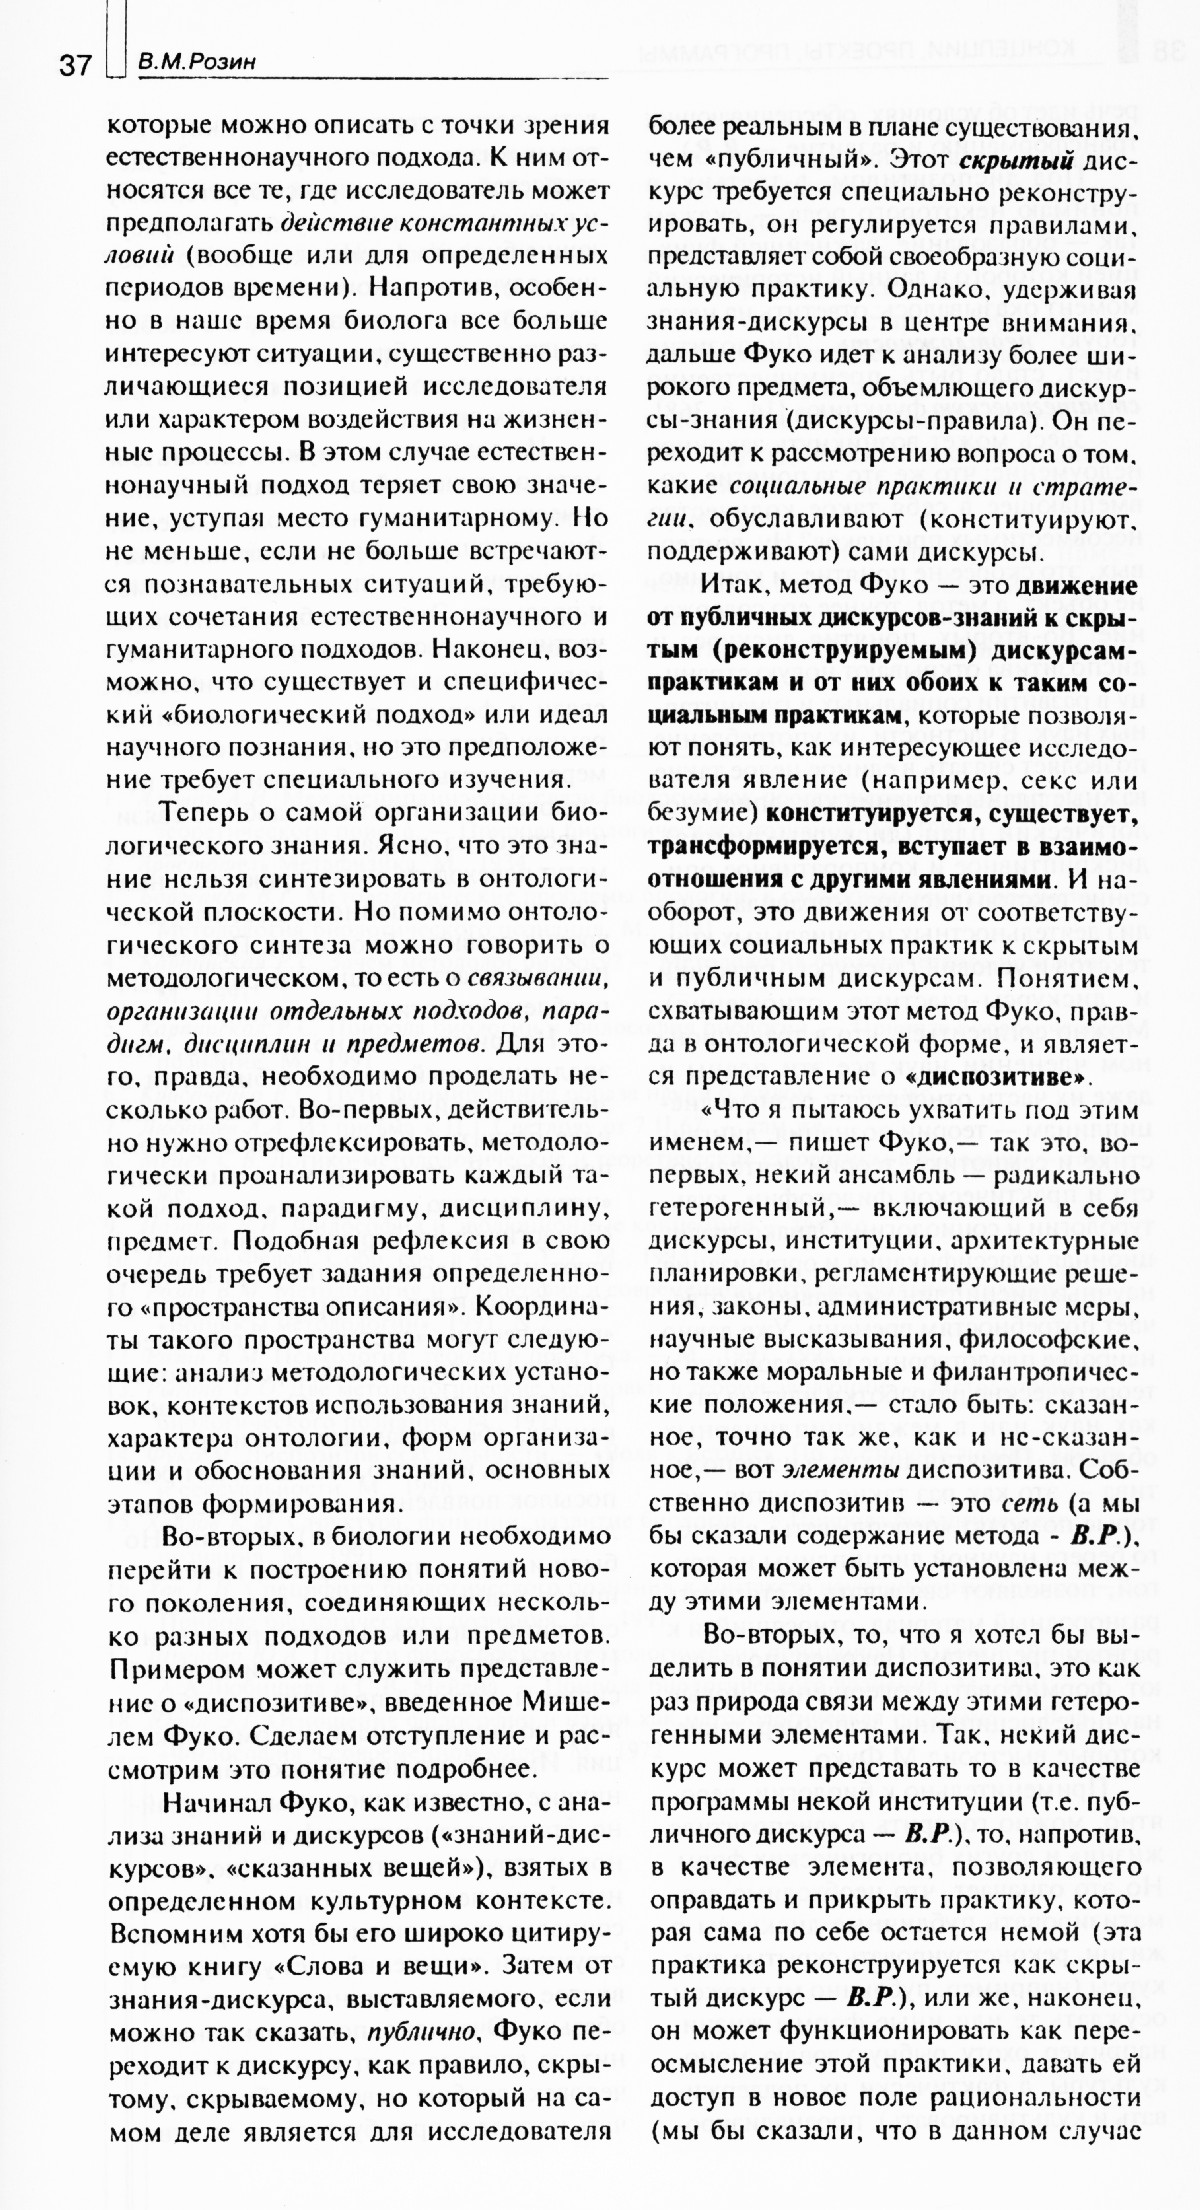 37
В.М.Розин
которые можно описать с точки зрения
естественнонаучного подхода. К ним от-
носятся все те, где исследователь может
предполагать действие константных ус-
ловий (вообще или для определенных
периодов времени). Напротив, особен-
но в наше время биолога все больше
интересуют ситуации, существенно раз-
личающиеся позицией исследователя
или характером воздействия на жизнен-
ные процессы. В этом случае естествен-
нонаучный подход теряет свою значе-
ние, уступая место гуманитарному. Но
не меньше, если не больше встречают-
ся познавательных ситуаций, требую-
щих сочетания естественнонаучного и
гуманитарного подходов. Наконец, воз-
можно, что существует и специфичес-
кий «биологический подход» или идеал
научного познания, но это предположе-
ние требует специального изучения.
Теперь о самой организации био-
логического знания. Ясно, что это зна-
ние нельзя синтезировать в онтологи-
ческой плоскости. Но помимо онтоло-
гического синтеза можно говорить о
методологическом, то есть о связывании,
организации отдельных подходов, пара-
дигм, дисциплин и предметов. Для это-
го, правда, необходимо проделать не-
сколько работ. Во-первых, действитель-
но нужно отрефлексировать, методоло-
гически проанализировать каждый та-
кой подход, парадигму, дисциплину,
предмет. Подобная рефлексия в свою
очередь требует задания определенно-
го «пространства описания». Координа-
ты такого пространства могут следую-
щие: анализ методологических устано-
вок, контекстов использования знаний,
характера онтологии, форм организа-
ции и обоснования знаний, основных
этапов формирования.
Во-вторых, в биологии необходимо
перейти к построению понятий ново-
го поколения, соединяющих несколь-
ко разных подходов или предметов.
Примером может служить представле-
ние о «диспозитиве», введенное Мише-
лем Фуко. Сделаем отступление и рас-
смотрим это понятие подробнее.
Начинал Фуко, как известно, с ана-
лиза знаний и дискурсов («знаний-дис-
курсов», «сказанных вещей»), взятых в
определенном культурном контексте.
Вспомним хотя бы его широко цитиру-
емую книгу «Слова и вещи». Затем от
знания-дискурса, выставляемого, если
можно так сказать, публично, Фуко пе-
реходит к дискурсу, как правило, скры-
тому, скрываемому, но который на са-
мом деле является для исследователя
более реальным в плане существования,
чем «публичный». Этот скрытый дис-
курс требуется специально реконстру-
ировать, он регулируется правилами,
представляет собой своеобразную соци-
альную практику. Однако, удерживая
знания-дискурсы в центре внимания,
дальше Фуко идет к анализу более ши-
рокого предмета, объемлющего дискур-
сы-знания (дискурсы-правила). Он пе-
реходит к рассмотрению вопроса о том,
какие социальные практики и страте-
гии, обуславливают (конституируют,
поддерживают) сами дискурсы.
Итак, метод Фуко — это движение
от публичных дискурсов-знаний к скры-
тым (реконструируемым) дискурсам-
практикам и от них обоих к таким со-
циальным практикам, которые позволя-
ют понять, как интересующее исследо-
вателя явление (например, секс или
безумие) конституируется, существует,
трансформируется, вступает в взаимо-
отношения с другими явлениями. И на-
оборот, это движения от соответству-
ющих социальных практик к скрытым
и публичным дискурсам. Понятием,
схватывающим этот метод Фуко, прав-
да в онтологической форме, и являет-
ся представление о «диспозитиве».
«Что я пытаюсь ухватить под этим
именем,— пишет Фуко,— так это, во-
первых, некий ансамбль — радикально
гетерогенный,— включающий в себя
дискурсы, институции, архитектурные
планировки, регламентирующие реше-
ния, законы, административные меры,
научные высказывания, философские,
но также моральные и филантропичес-
кие положения,— стало быть: сказан-
ное, точно так же, как и не-сказан-
ное,— вот элементы диспозитива. Соб-
ственно диспозитив — это сеть (а мы
бы сказали содержание метода - В.Р.),
которая может быть установлена меж-
ду этими элементами.
Во-вторых, то, что я хотел бы вы-
делить в понятии диспозитива, это как
раз природа связи между этими гетеро-
генными элементами. Так, некий дис-
курс может представать то в качестве
программы некой институции (т.е. пуб-
личного дискурса — В.Р.), то, напротив,
в качестве элемента, позволяющего
оправдать и прикрыть практику, кото-
рая сама по себе остается немой (эта
практика реконструируется как скры-
тый дискурс — В.Р.), или же, наконец,
он может функционировать как пере-
осмысление этой практики, давать ей
доступ в новое поле рациональности
(мы бы сказали, что в данном случае